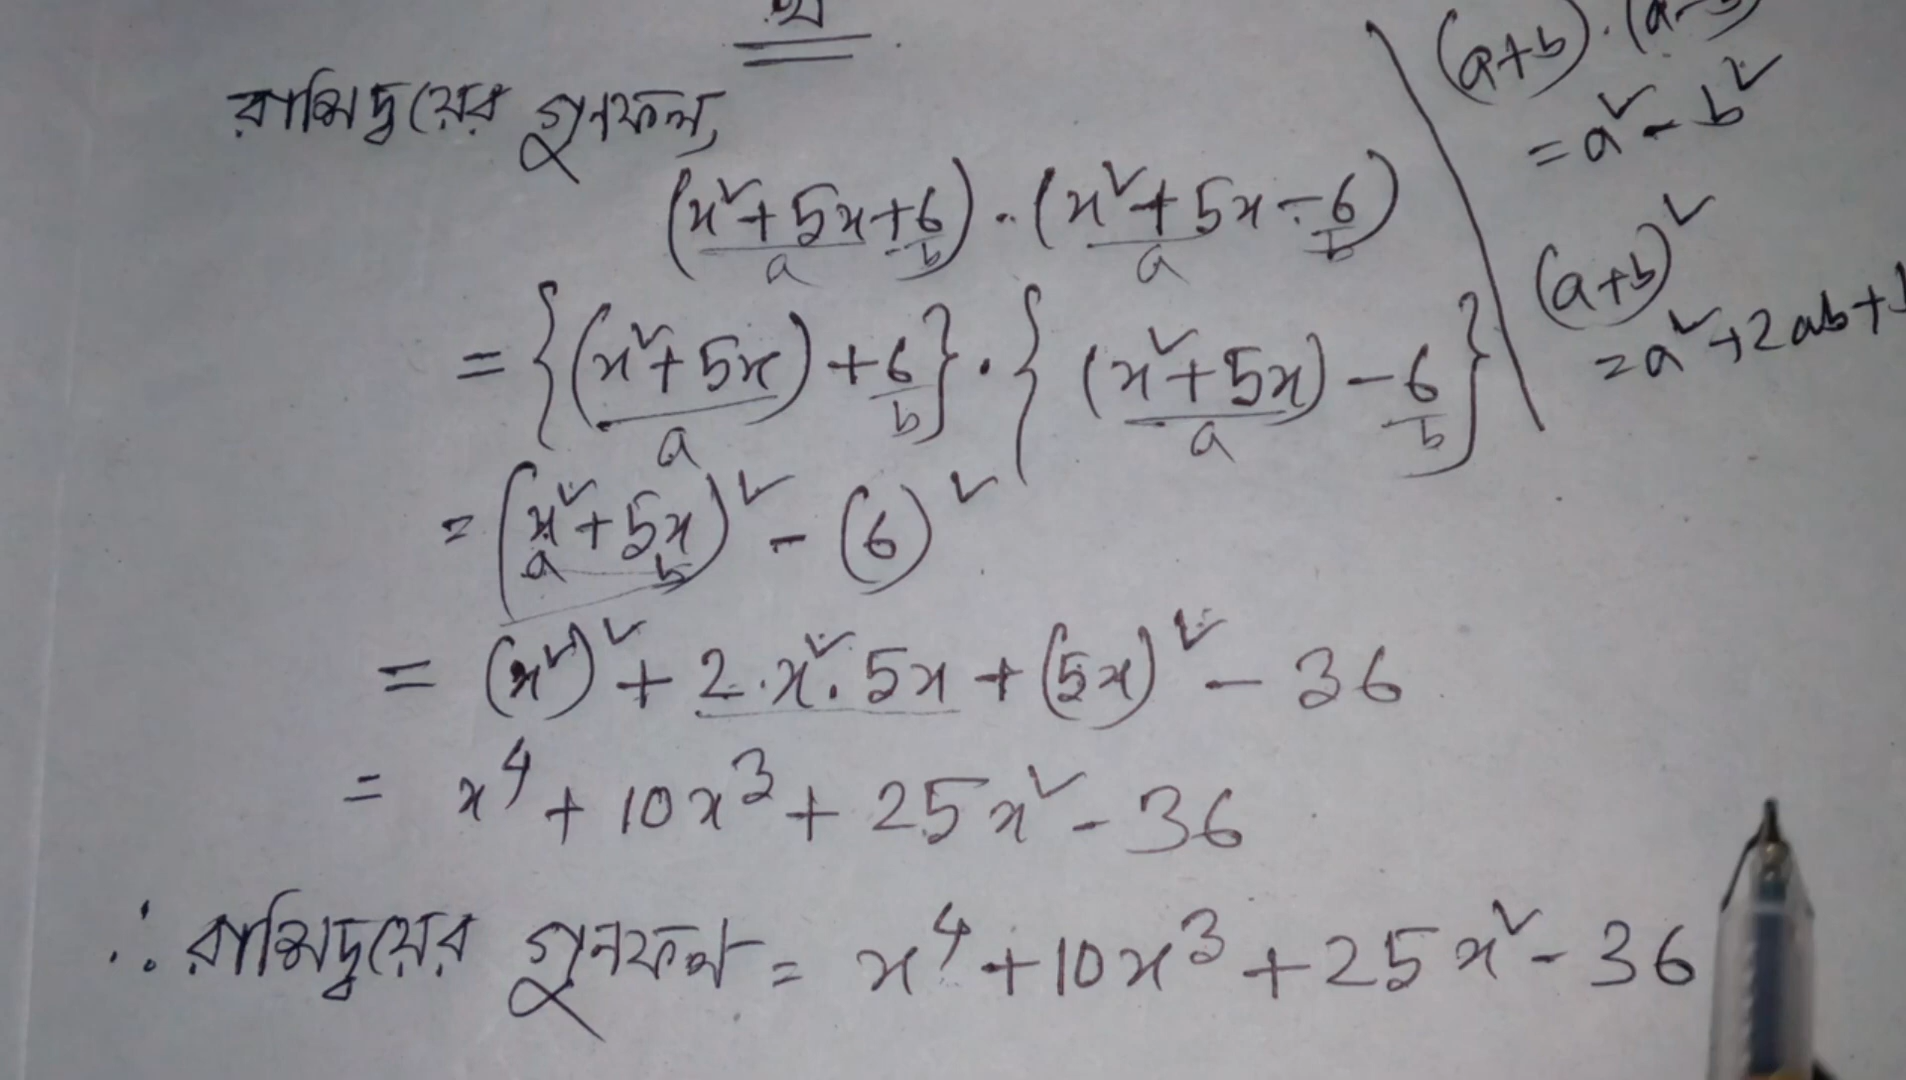 রাশিদ্বয়ের গুনফল,
(x²+5x+6)·(x²+5x-6)
a b a b
={(x²+5x)+6}·{(x²+5x)-6}
a b a b
=(x²+5x)²-(6)²
a b
=(x²)²+2·x²·5x+(5x)²-36
=x⁴+10x³+25x²-36
∴ রাশিদ্বয়ের গুনফল=x⁴+10x³+25x²-36
(a+b)·(a-b)
=a²-b²
(a+b)²
=a²+2ab+